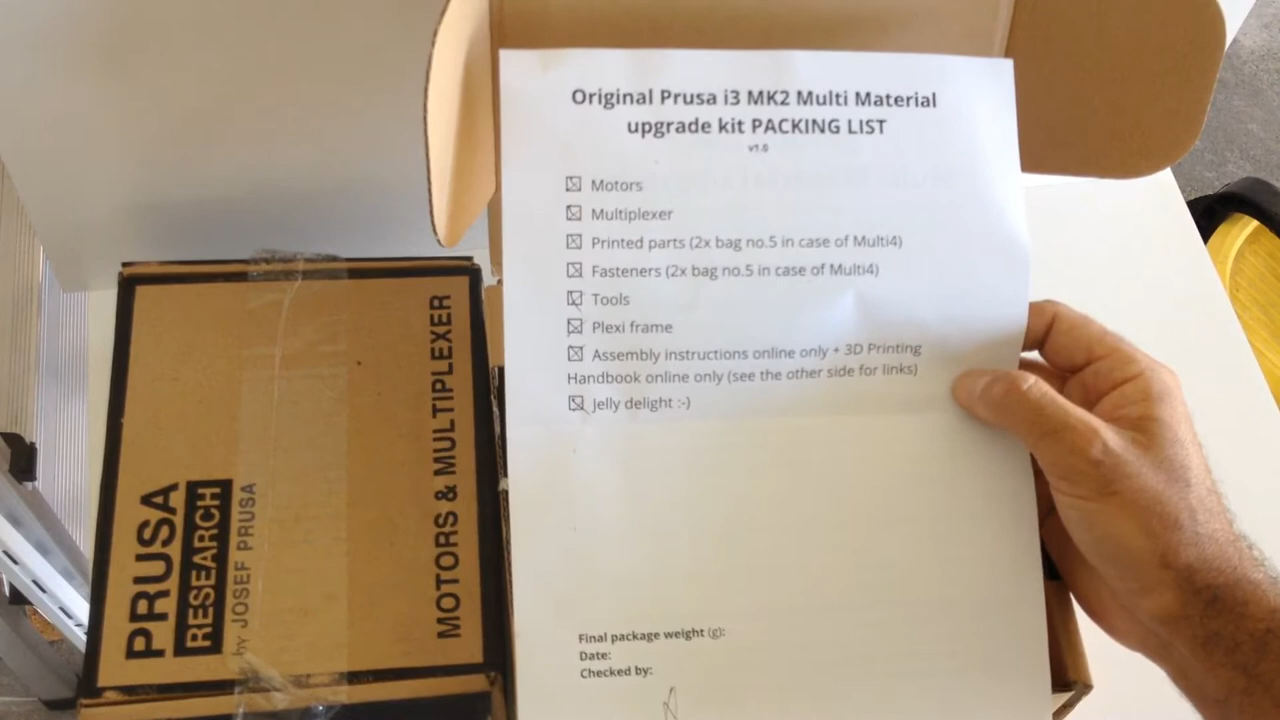 Original Prusa i3 MK2 Multi Material
upgrade kit PACKING LIST
v1.0
Motors
Multiplexer
Printed parts (2x bag no.5 in case of Multi4)
Fasteners (2x bag no.5 in case of Multi4)
Tools
Plexi frame
Assembly instructions online only + 3D Printing
Handbook online only (see the other side for links)
Jelly delight :-)
Final package weight (g):
Date:
Checked by:
PRUSA
RESEARCH
by JOSEF PRUSA
MOTORS & MULTIPLEXER